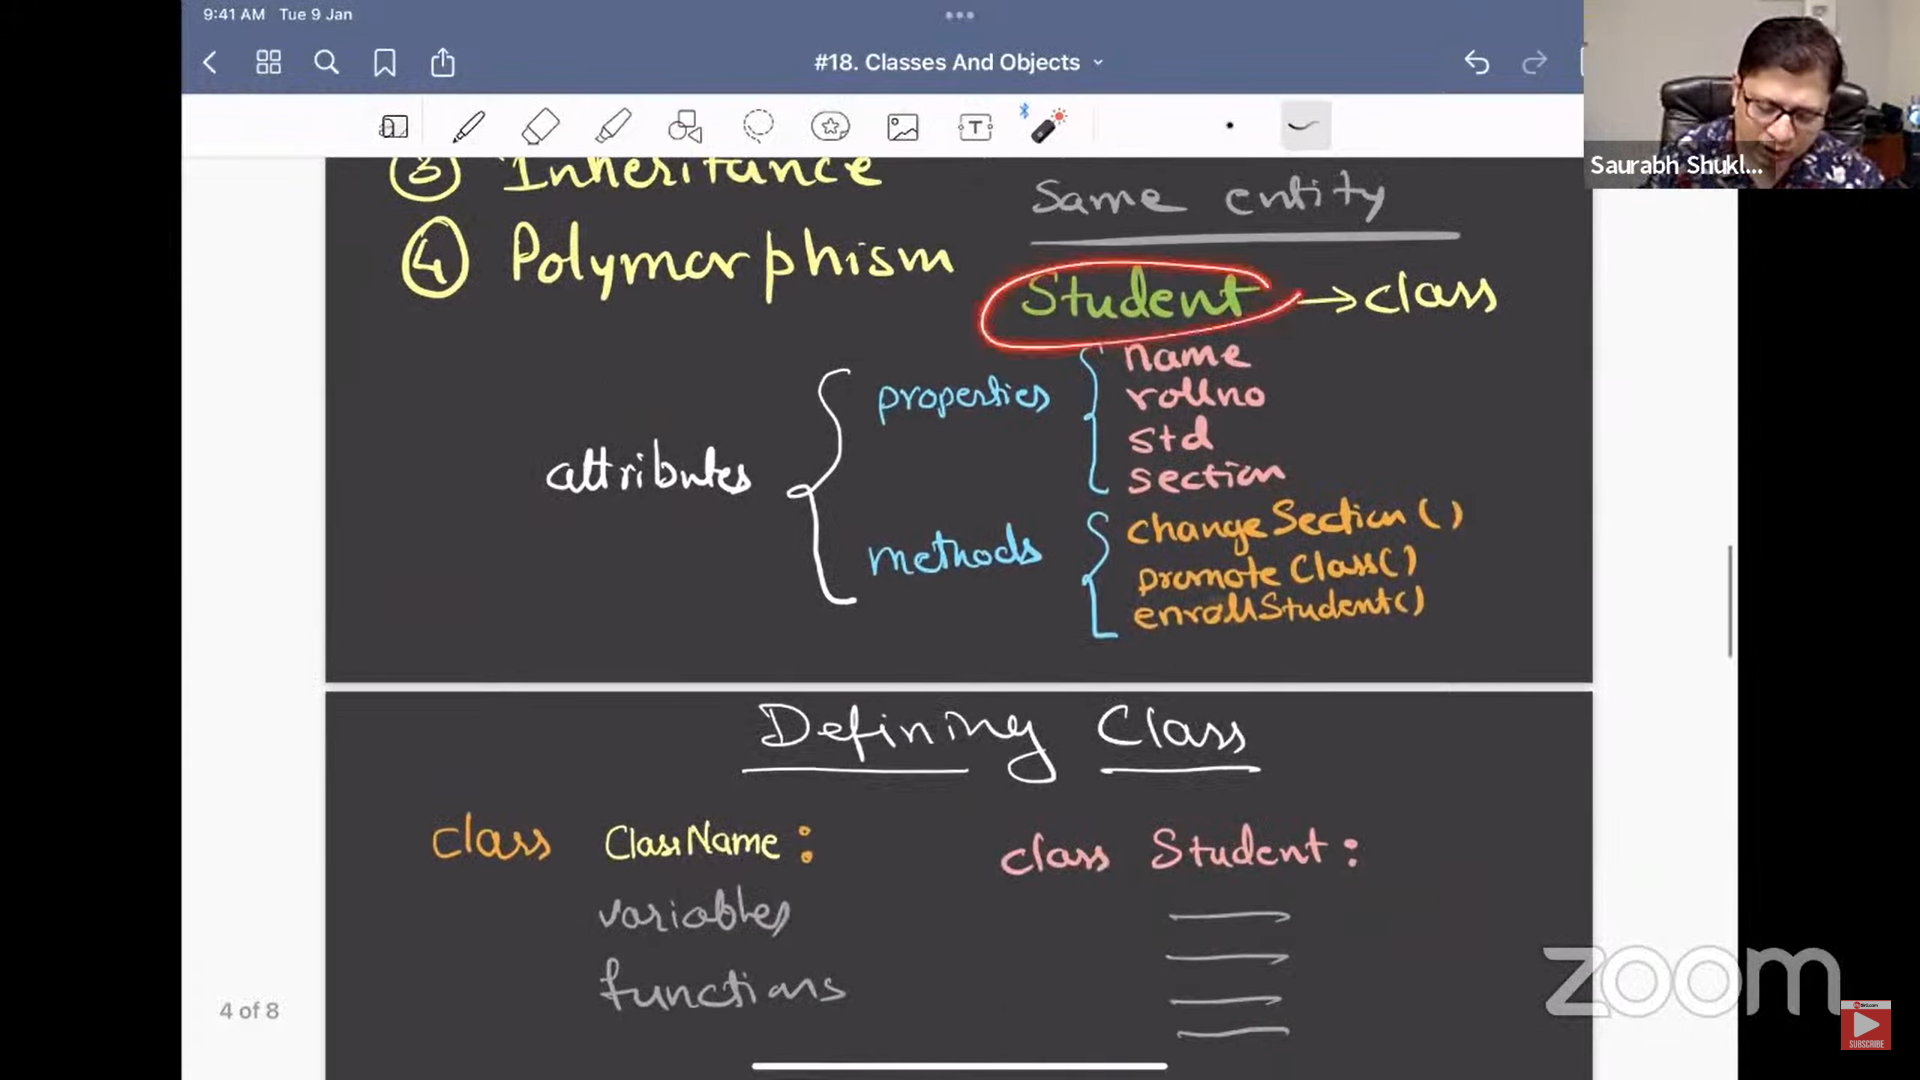 9:41 AM Tue 9 Jan
#18. Classes And Objects
Saurabh Shukl...
③ Inheritance
④ Polymorphism
Same entity
Student → class
attributes
properties
name
rollno
std
section
methods
changeSection()
promoteClass()
enrollStudent()
Defining Class
class ClassName:
variables
functions
class Student:
4 of 8
zoom
SUBSCRIBE